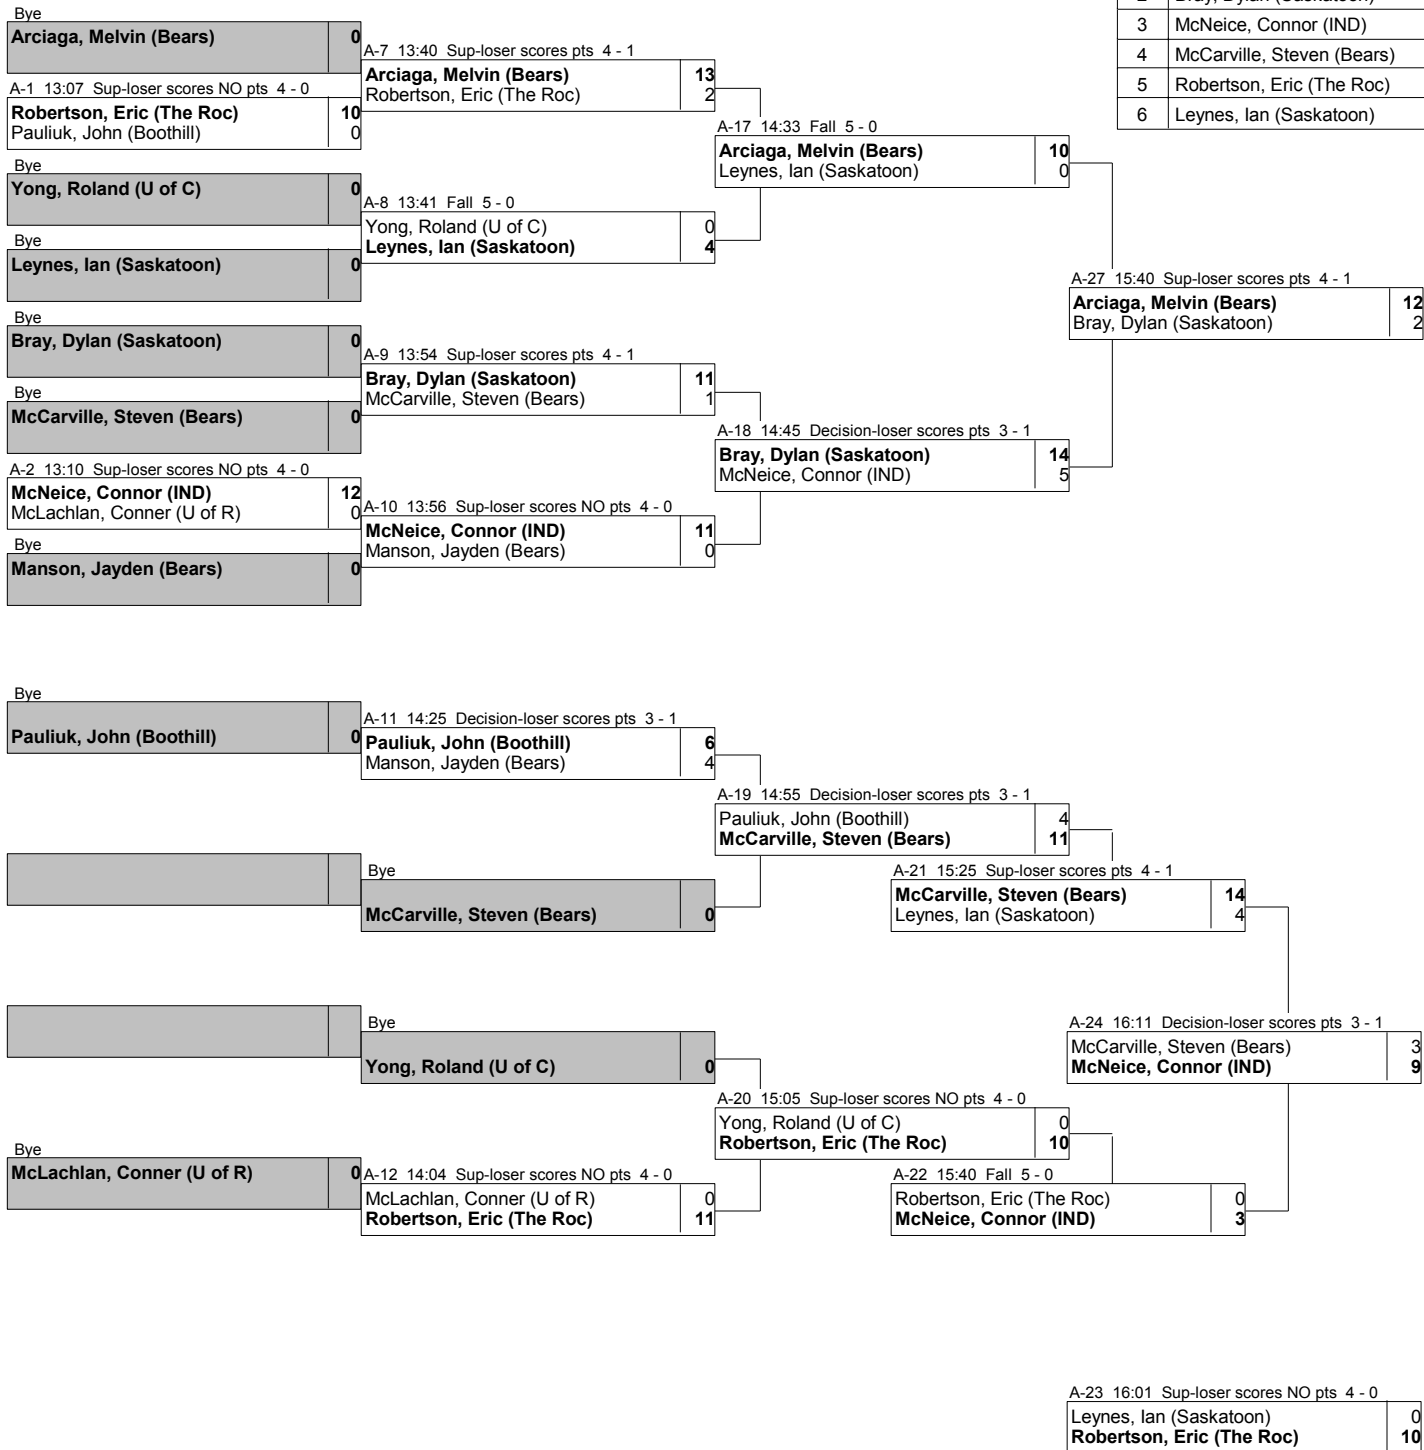 2 Bray, Dylan (Saskatoon)
3 McNeice, Connor (IND)
4 McCarville, Steven (Bears)
5 Robertson, Eric (The Roc)
6 Leynes, Ian (Saskatoon)
Bye
Arciaga, Melvin (Bears) 0
A-1 13:07 Sup-loser scores NO pts 4 - 0
Robertson, Eric (The Roc) 10
Pauliuk, John (Boothill) 0
Bye
Yong, Roland (U of C) 0
Bye
Leynes, Ian (Saskatoon) 0
Bye
Bray, Dylan (Saskatoon) 0
Bye
McCarville, Steven (Bears) 0
A-2 13:10 Sup-loser scores NO pts 4 - 0
McNeice, Connor (IND) 12
McLachlan, Conner (U of R) 0
Bye
Manson, Jayden (Bears) 0
A-7 13:40 Sup-loser scores pts 4 - 1
Arciaga, Melvin (Bears) 13
Robertson, Eric (The Roc) 2
A-8 13:41 Fall 5 - 0
Yong, Roland (U of C) 0
Leynes, Ian (Saskatoon) 4
A-9 13:54 Sup-loser scores pts 4 - 1
Bray, Dylan (Saskatoon) 11
McCarville, Steven (Bears) 1
A-10 13:56 Sup-loser scores NO pts 4 - 0
McNeice, Connor (IND) 11
Manson, Jayden (Bears) 0
A-17 14:33 Fall 5 - 0
Arciaga, Melvin (Bears) 10
Leynes, Ian (Saskatoon) 0
A-18 14:45 Decision-loser scores pts 3 - 1
Bray, Dylan (Saskatoon) 14
McNeice, Connor (IND) 5
A-27 15:40 Sup-loser scores pts 4 - 1
Arciaga, Melvin (Bears) 12
Bray, Dylan (Saskatoon) 2
Bye
Pauliuk, John (Boothill) 0
Bye
McLachlan, Conner (U of R) 0
A-11 14:25 Decision-loser scores pts 3 - 1
Pauliuk, John (Boothill) 6
Manson, Jayden (Bears) 4
Bye
McCarville, Steven (Bears) 0
Bye
Yong, Roland (U of C) 0
A-12 14:04 Sup-loser scores NO pts 4 - 0
McLachlan, Conner (U of R) 0
Robertson, Eric (The Roc) 11
A-19 14:55 Decision-loser scores pts 3 - 1
Pauliuk, John (Boothill) 4
McCarville, Steven (Bears) 11
A-20 15:05 Sup-loser scores NO pts 4 - 0
Yong, Roland (U of C) 0
Robertson, Eric (The Roc) 10
A-21 15:25 Sup-loser scores pts 4 - 1
McCarville, Steven (Bears) 14
Leynes, Ian (Saskatoon) 4
A-22 15:40 Fall 5 - 0
Robertson, Eric (The Roc) 0
McNeice, Connor (IND) 3
A-24 16:11 Decision-loser scores pts 3 - 1
McCarville, Steven (Bears) 3
McNeice, Connor (IND) 9
A-23 16:01 Sup-loser scores NO pts 4 - 0
Leynes, Ian (Saskatoon) 0
Robertson, Eric (The Roc) 10